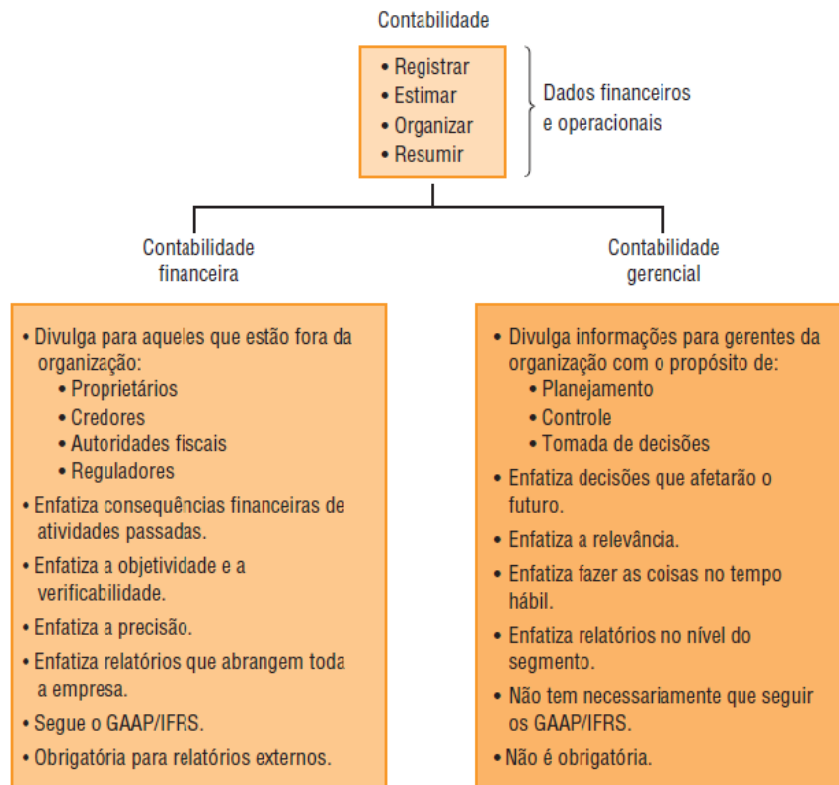 Contabilidade
• Registrar
• Estimar
• Organizar
• Resumir
Dados financeiros
e operacionais
Contabilidade
financeira
• Divulga para aqueles que estão fora da
organização:
• Proprietários
• Credores
• Autoridades fiscais
• Reguladores
• Enfatiza consequências financeiras de
atividades passadas.
• Enfatiza a objetividade e a
verificabilidade.
• Enfatiza a precisão.
• Enfatiza relatórios que abrangem toda
a empresa.
• Segue o GAAP/IFRS.
• Obrigatória para relatórios externos.
Contabilidade
gerencial
• Divulga informações para gerentes da
organização com o propósito de:
• Planejamento
• Controle
• Tomada de decisões
• Enfatiza decisões que afetarão o
futuro.
• Enfatiza a relevância.
• Enfatiza fazer as coisas no tempo
hábil.
• Enfatiza relatórios no nível do
segmento.
• Não tem necessariamente que seguir
os GAAP/IFRS.
• Não é obrigatória.